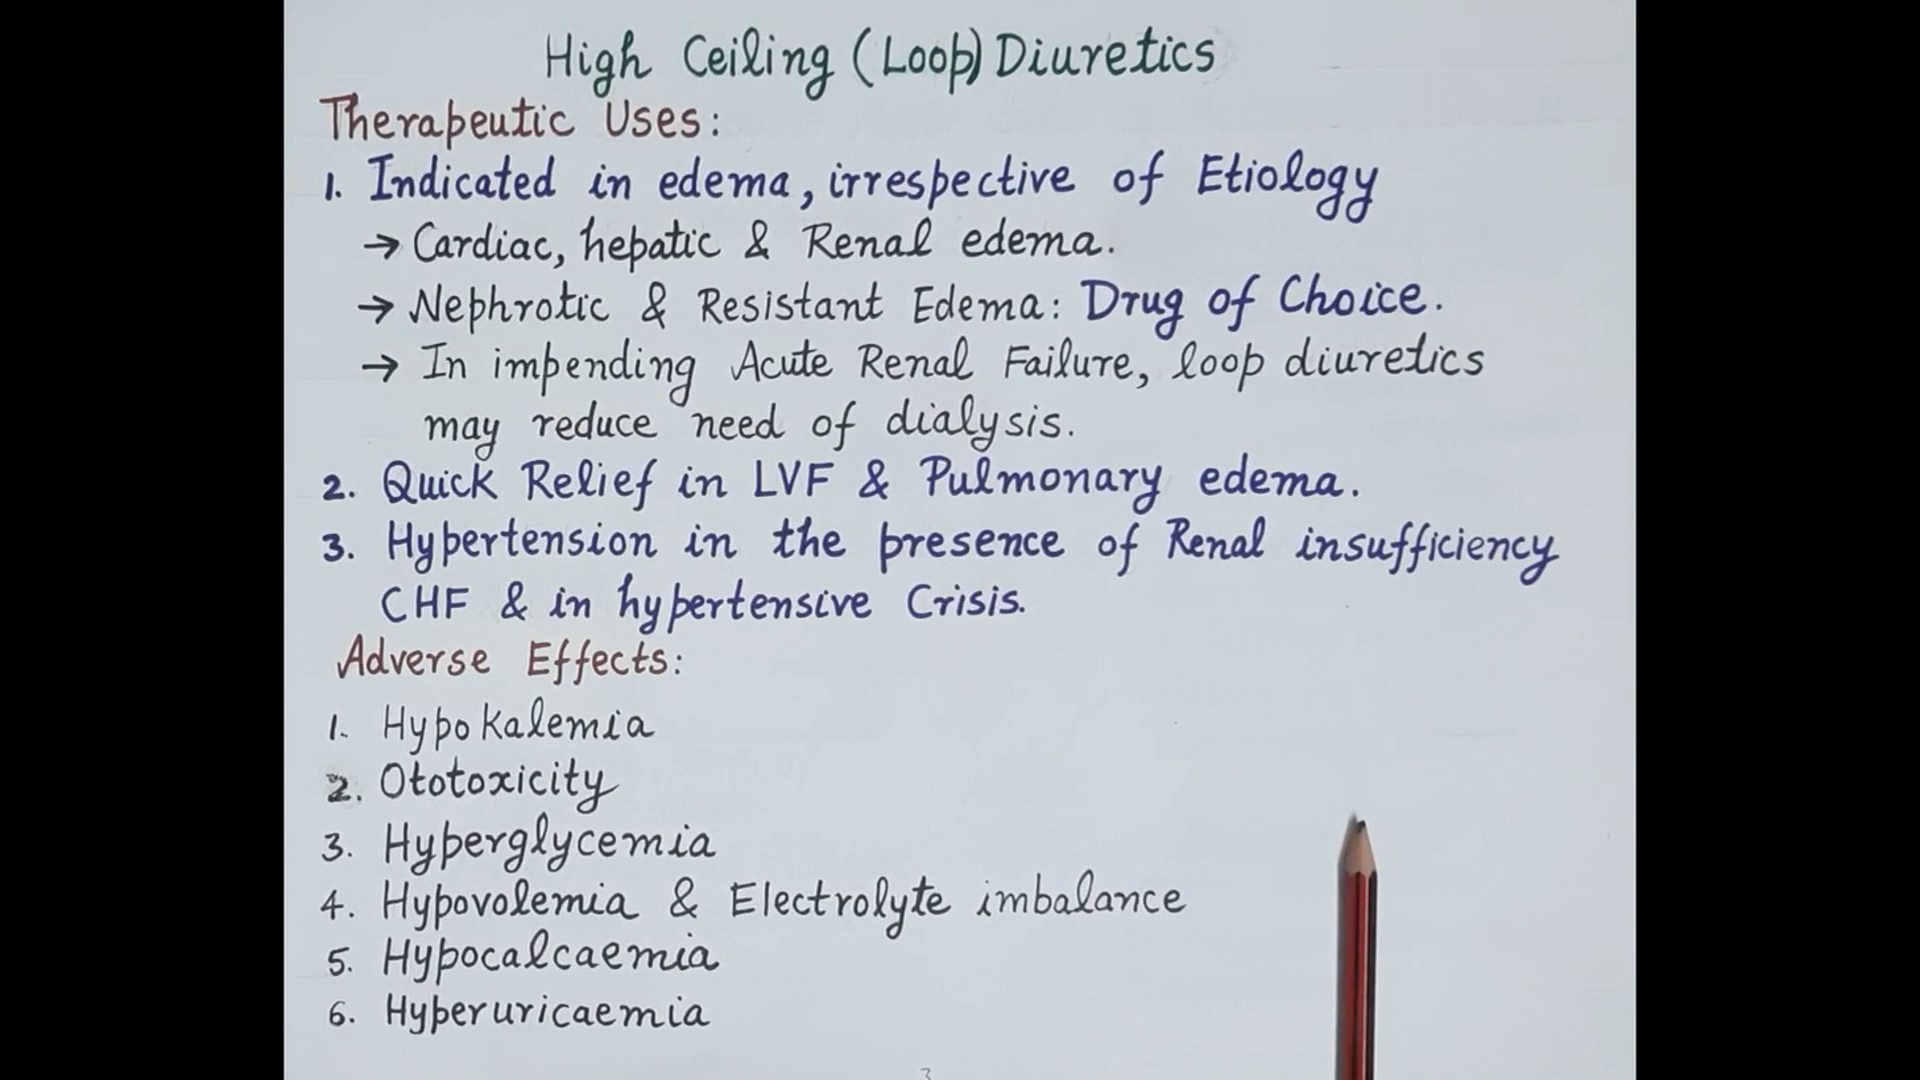 High Ceiling (Loop) Diuretics
Therapeutic Uses:
1. Indicated in edema, irrespective of Etiology
→ Cardiac, hepatic & Renal edema.
→ Nephrotic & Resistant Edema: Drug of Choice.
→ In impending Acute Renal Failure, loop diuretics
may reduce need of dialysis.
2. Quick Relief in LVF & Pulmonary edema.
3. Hypertension in the presence of Renal insufficiency
CHF & in hypertensive Crisis.
Adverse Effects:
1. Hypokalemia
2. Ototoxicity
3. Hyperglycemia
4. Hypovolemia & Electrolyte imbalance
5. Hypocalcaemia
6. Hyperuricaemia
3